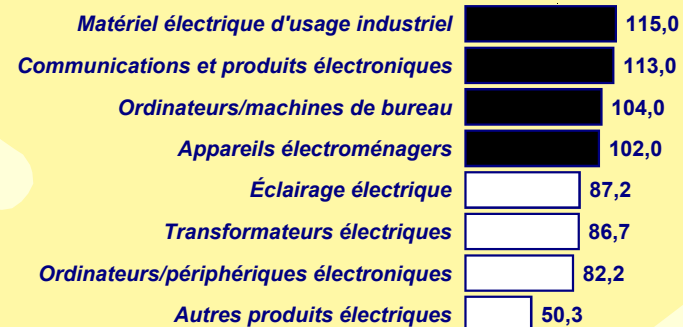 Matériel électrique d'usage industriel 115,0
Communications et produits électroniques 113,0
Ordinateurs/machines de bureau 104,0
Appareils électroménagers 102,0
Éclairage électrique 87,2
Transformateurs électriques 86,7
Ordinateurs/périphériques électroniques 82,2
Autres produits électriques 50,3